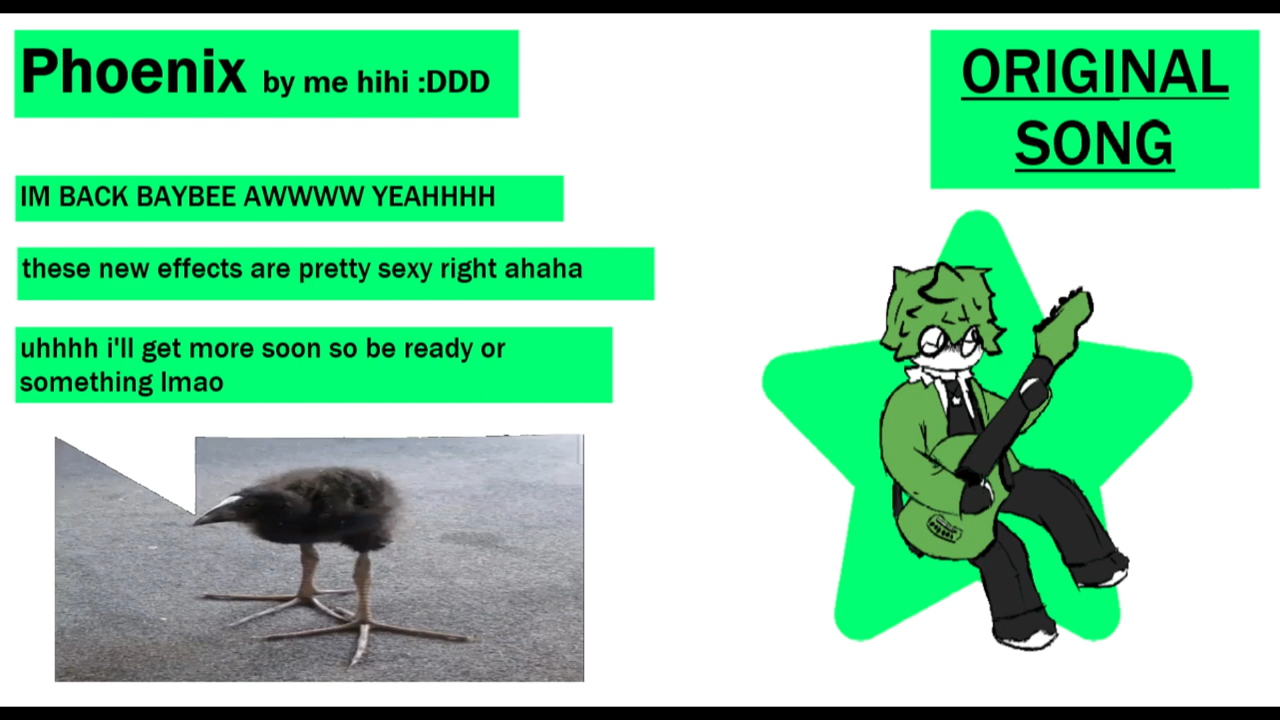 Phoenix by me hihi :DDD
ORIGINAL
SONG
IM BACK BAYBEE AWWWW YEAHHHH
these new effects are pretty sexy right ahaha
uhhhh i'll get more soon so be ready or
something lmao